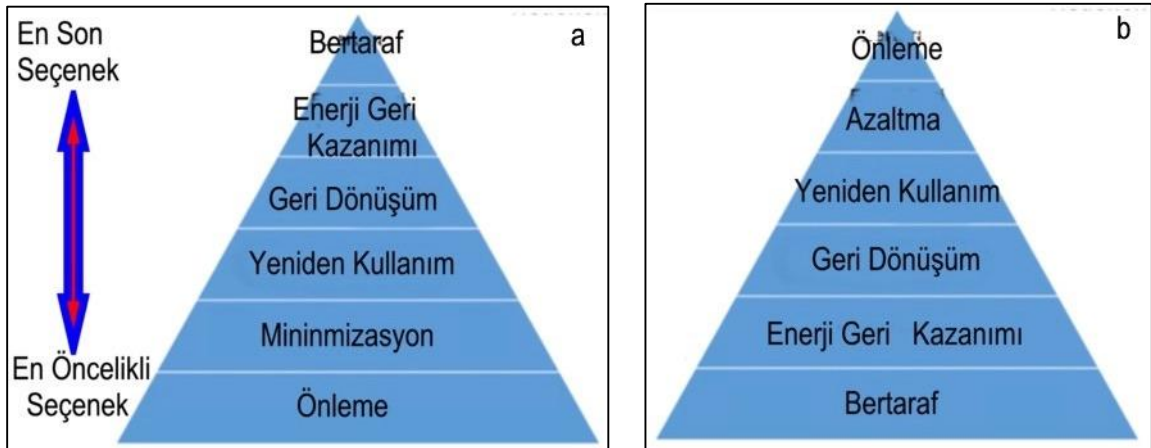 En Son
Seçenek
En Öncelikli
Seçenek
a
Bertaraf
Enerji Geri
Kazanımı
Geri Dönüşüm
Yeniden Kullanım
Mininmizasyon
Önleme
b
Önleme
Azaltma
Yeniden Kullanım
Geri Dönüşüm
Enerji Geri Kazanımı
Bertaraf